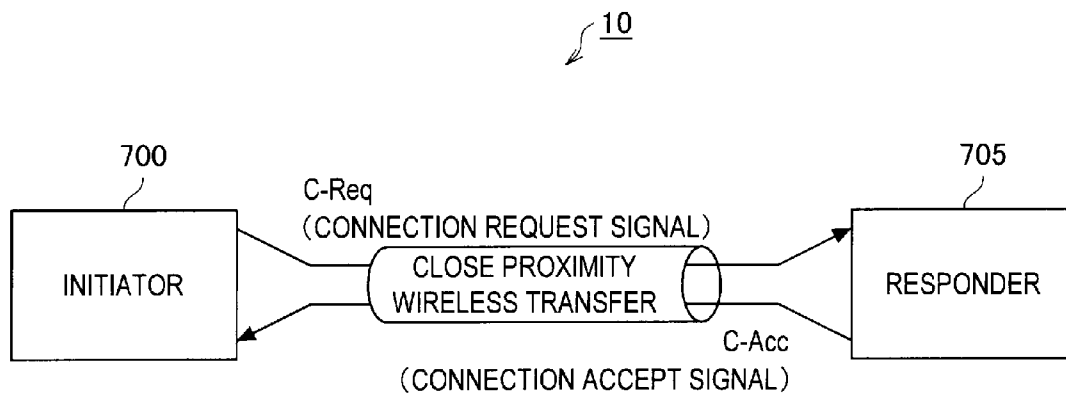 10
700
705
C-Req
(CONNECTION REQUEST SIGNAL)
INITIATOR
CLOSE PROXIMITY
WIRELESS TRANSFER
RESPONDER
C-Acc
(CONNECTION ACCEPT SIGNAL)